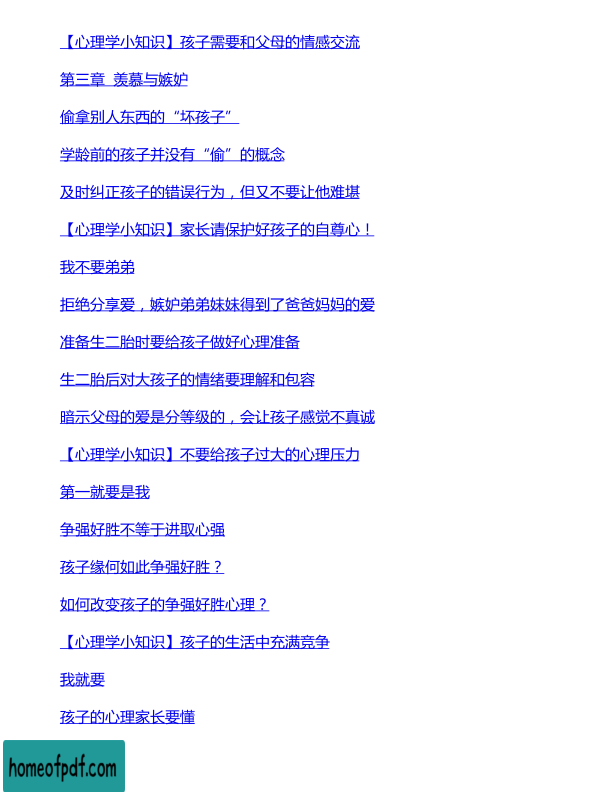 【心理学小知识】孩子需要和父母的情感交流
第三章 羡慕与嫉妒
偷拿别人东西的“坏孩子”
学龄前的孩子并没有“偷”的概念
及时纠正孩子的错误行为，但又不要让他难堪
【心理学小知识】家长请保护好孩子的自尊心！
我不要弟弟
拒绝分享爱，嫉妒弟弟妹妹得到了爸爸妈妈的爱
准备生二胎时要给孩子做好心理准备
生二胎后对大孩子的情绪要理解和包容
暗示父母的爱是分等级的，会让孩子感觉不真诚
【心理学小知识】不要给孩子过大的心理压力
第一就要是我
争强好胜不等于进取心强
孩子缘何如此争强好胜？
如何改变孩子的争强好胜心理？
【心理学小知识】孩子的生活中充满竞争
我就要
孩子的心理家长要懂
homeofpdf.com